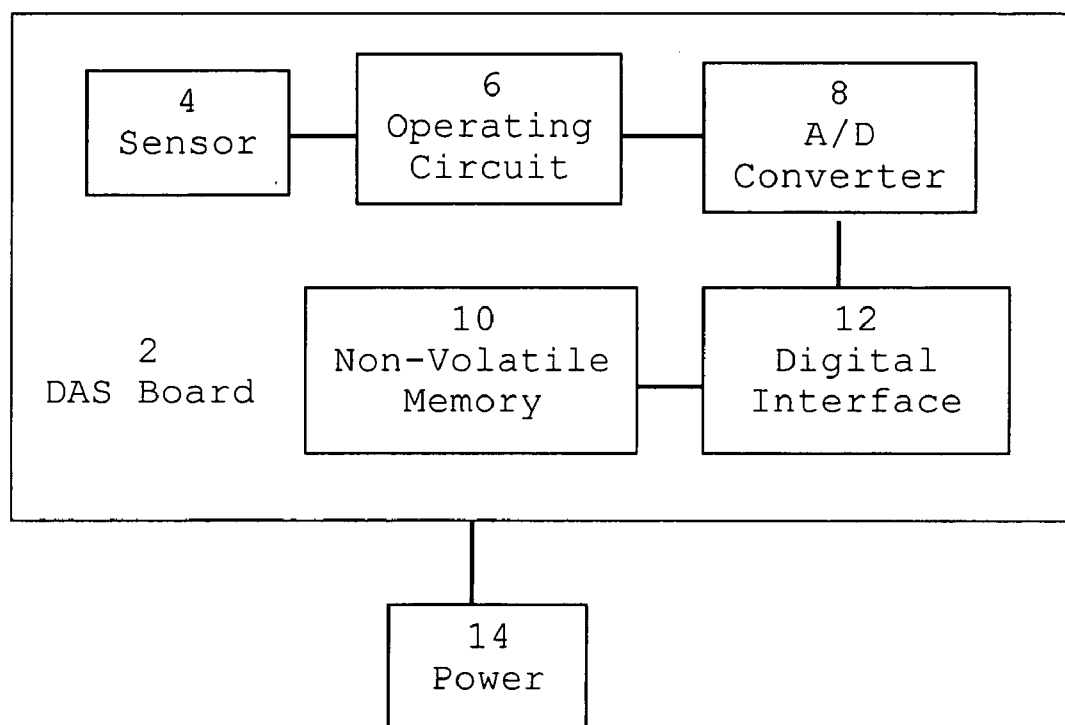 4
Sensor
6
Operating
Circuit
8
A/D
Converter
2
DAS Board
10
Non-Volatile
Memory
12
Digital
Interface
14
Power